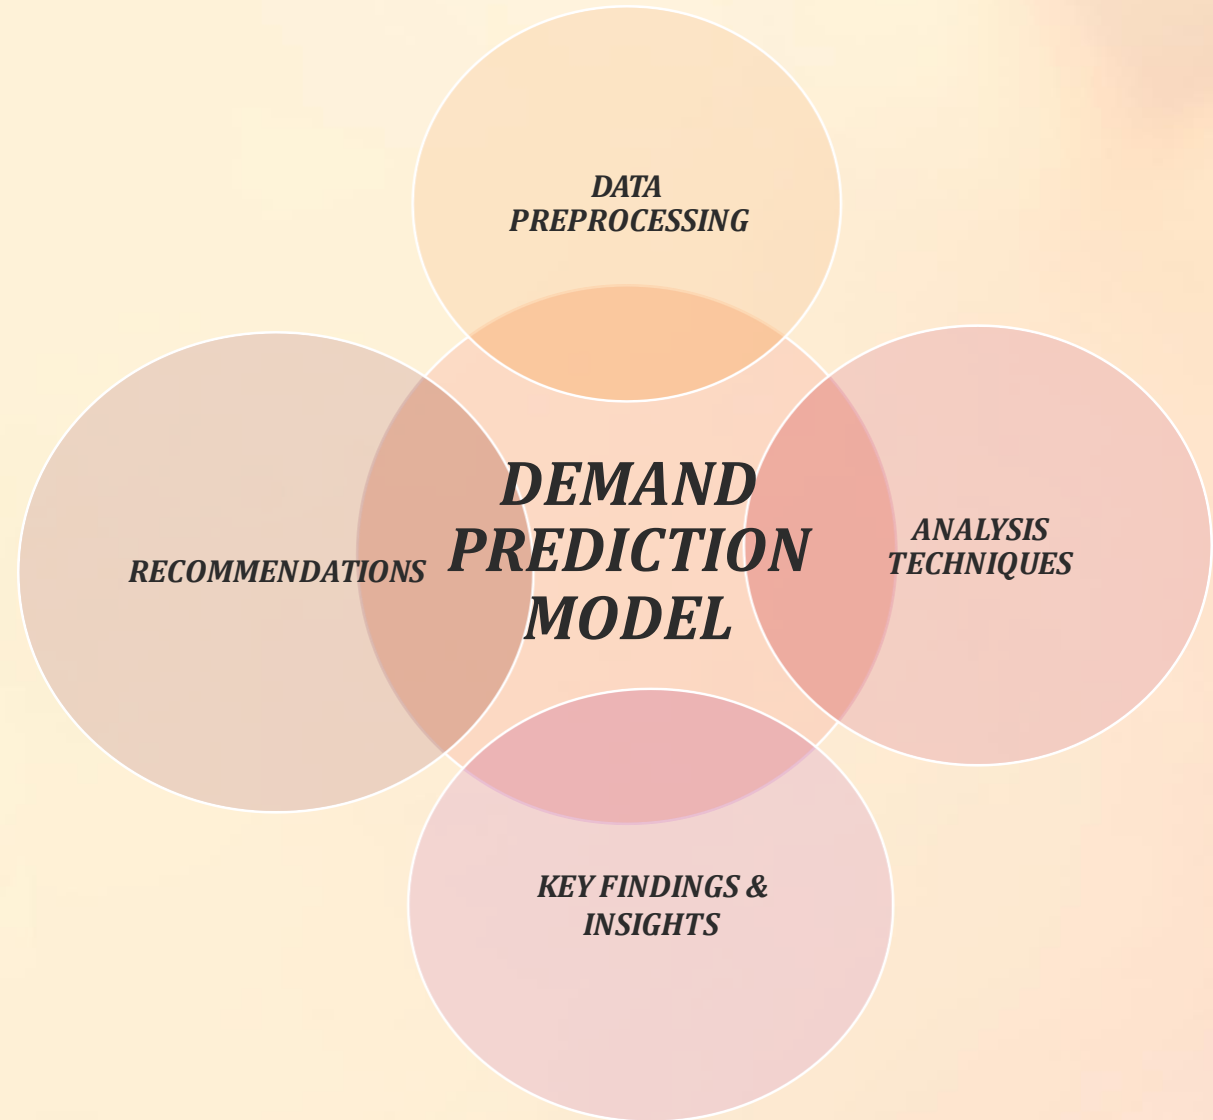 DATA
PREPROCESSING
DEMAND
PREDICTION
MODEL
ANALYSIS
TECHNIQUES
RECOMMENDATIONS
KEY FINDINGS &
INSIGHTS